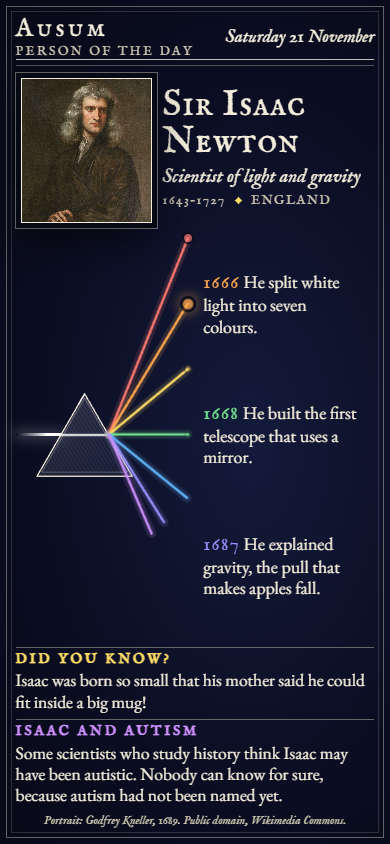 Ausum
PERSON OF THE DAY
Saturday 21 November
Sir Isaac
Newton
Scientist of light and gravity
1643–1727 ◆ ENGLAND
1666 He split white
light into seven
colours.
1668 He built the first
telescope that uses a
mirror.
1687 He explained
gravity, the pull that
makes apples fall.
DID YOU KNOW?
Isaac was born so small that his mother said he could
fit inside a big mug!
ISAAC AND AUTISM
Some scientists who study history think Isaac may
have been autistic. Nobody can know for sure,
because autism had not been named yet.
Portrait: Godfrey Kneller, 1689. Public domain, Wikimedia Commons.